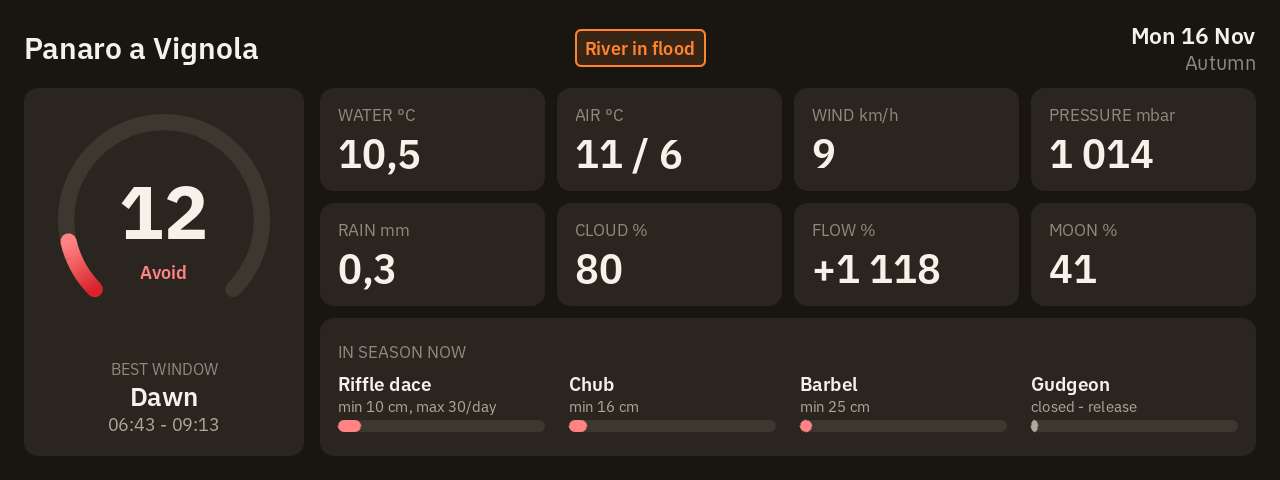 Panaro a Vignola
River in flood
Mon 16 Nov
Autumn
12
Avoid
BEST WINDOW
Dawn
06:43 - 09:13
WATER °C
10,5
AIR °C
11 / 6
WIND km/h
9
PRESSURE mbar
1 014
RAIN mm
0,3
CLOUD %
80
FLOW %
+1 118
MOON %
41
IN SEASON NOW
Riffle dace
min 10 cm, max 30/day
Chub
min 16 cm
Barbel
min 25 cm
Gudgeon
closed - release